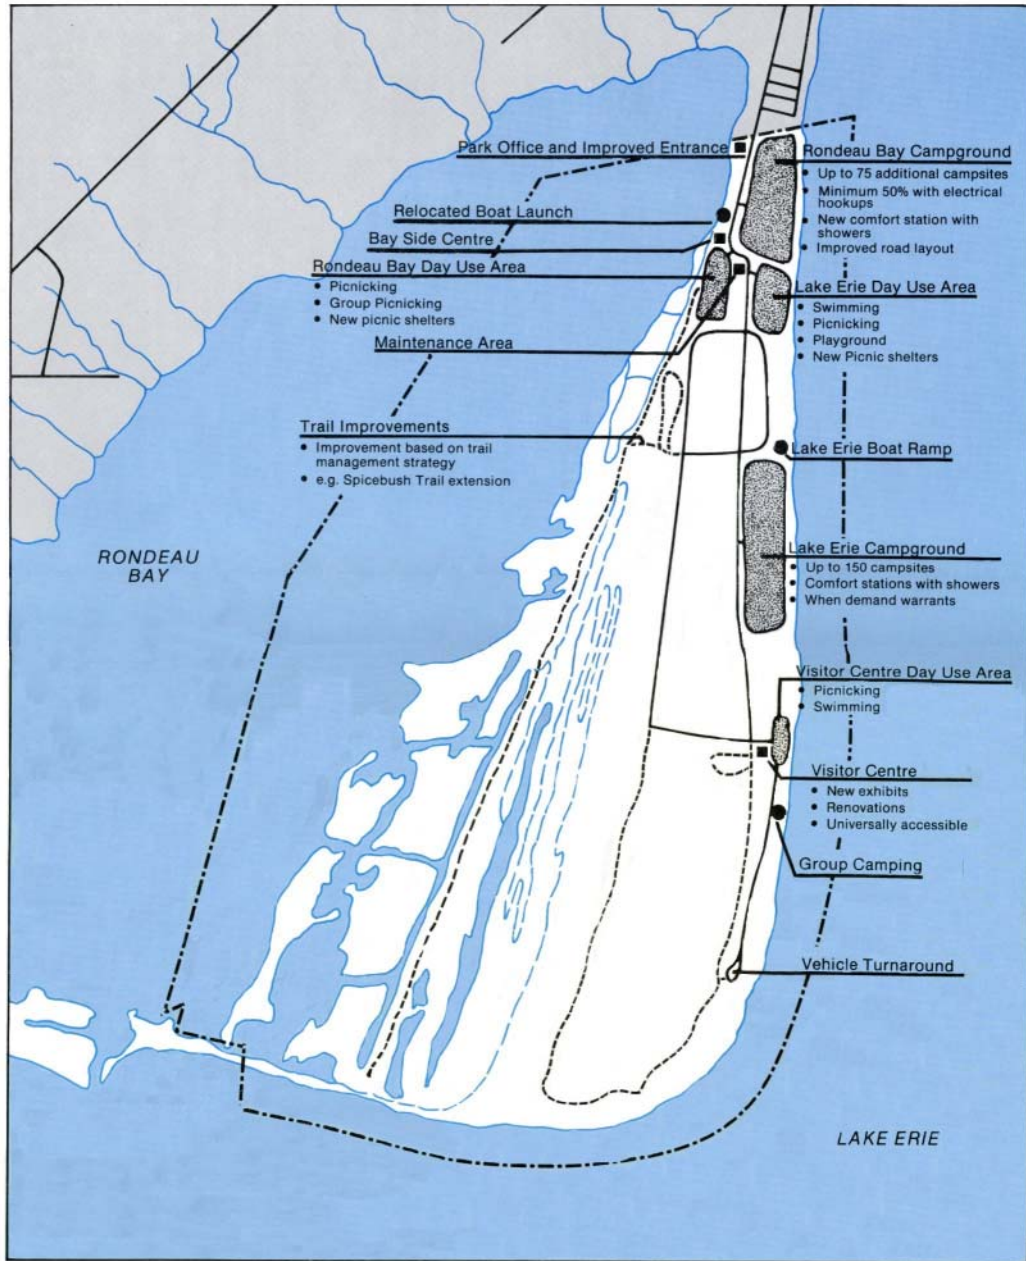 Park Office and Improved Entrance
Rondeau Bay Campground
• Up to 75 additional campsites
• Minimum 50% with electrical
hookups
• New comfort station with
showers
• Improved road layout
Relocated Boat Launch
Bay Side Centre
Rondeau Bay Day Use Area
• Picnicking
• Group Picnicking
• New picnic shelters
Lake Erie Day Use Area
• Swimming
• Picnicking
• Playground
• New Picnic shelters
Maintenance Area
Trail Improvements
• Improvement based on trail
management strategy
• e.g. Spicebush Trail extension
Lake Erie Boat Ramp
RONDEAU
BAY
Lake Erie Campground
• Up to 150 campsites
• Comfort stations with showers
• When demand warrants
Visitor Centre Day Use Area
• Picnicking
• Swimming
Visitor Centre
• New exhibits
• Renovations
• Universally accessible
Group Camping
Vehicle Turnaround
LAKE ERIE